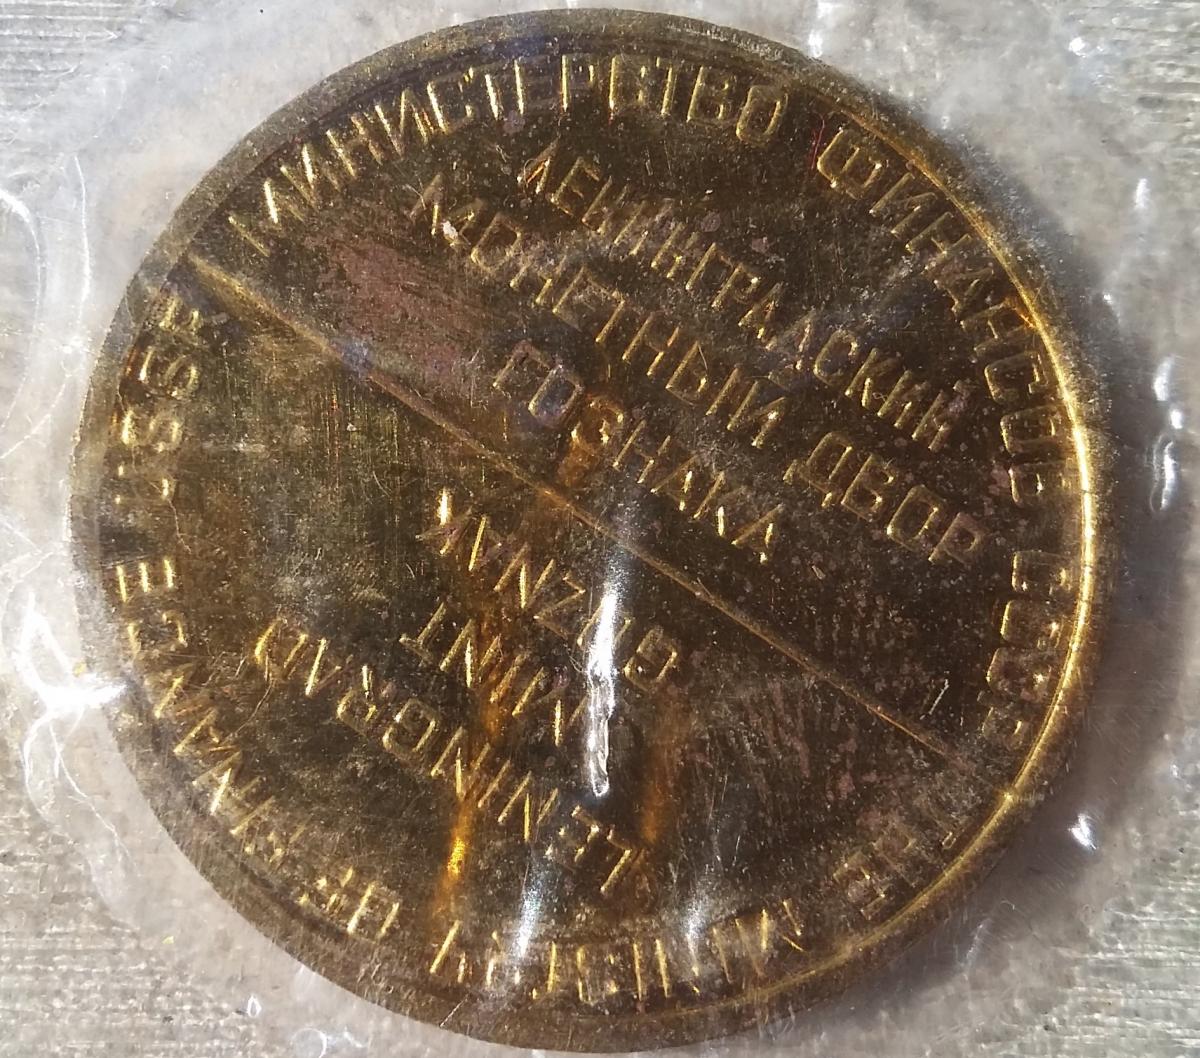 МИНИСТЕРСТВО ФИНАНСОВ СССР
ЛЕНИНГРАДСКИЙ
МОНЕТНЫЙ ДВОР
ГОЗНАКА
THE MINISTRY OF FINANCE USSR
LENINGRAD
MINT
GOZNAK